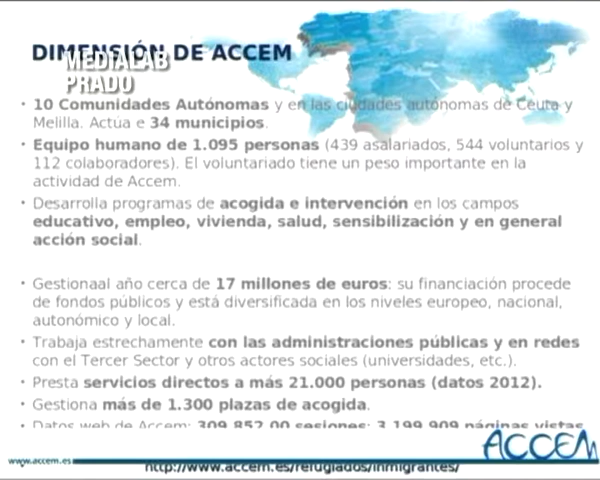 DIMENSIÓN DE ACCEM
MEDIALAB
PRADO
• 10 Comunidades Autónomas y en las ciudades autónomas de Ceuta y
Melilla. Actúa e 34 municipios.
• Equipo humano de 1.095 personas (439 asalariados, 544 voluntarios y
112 colaboradores). El voluntariado tiene un peso importante en la
actividad de Accem.
• Desarrolla programas de acogida e intervención en los campos
educativo, empleo, vivienda, salud, sensibilización y en general
acción social.
• Gestionaal año cerca de 17 millones de euros: su financiación procede
de fondos públicos y está diversificada en los niveles europeo, nacional,
autonómico y local.
• Trabaja estrechamente con las administraciones públicas y en redes
con el Tercer Sector y otros actores sociales (universidades, etc.).
• Presta servicios directos a más 21.000 personas (datos 2012).
• Gestiona más de 1.300 plazas de acogida.
• Datos web de Accem: 309.852,00 sesiones; 3.199.909 páginas vistas
ACCEM
www.accem.es
http://www.accem.es/refugiados/inmigrantes/